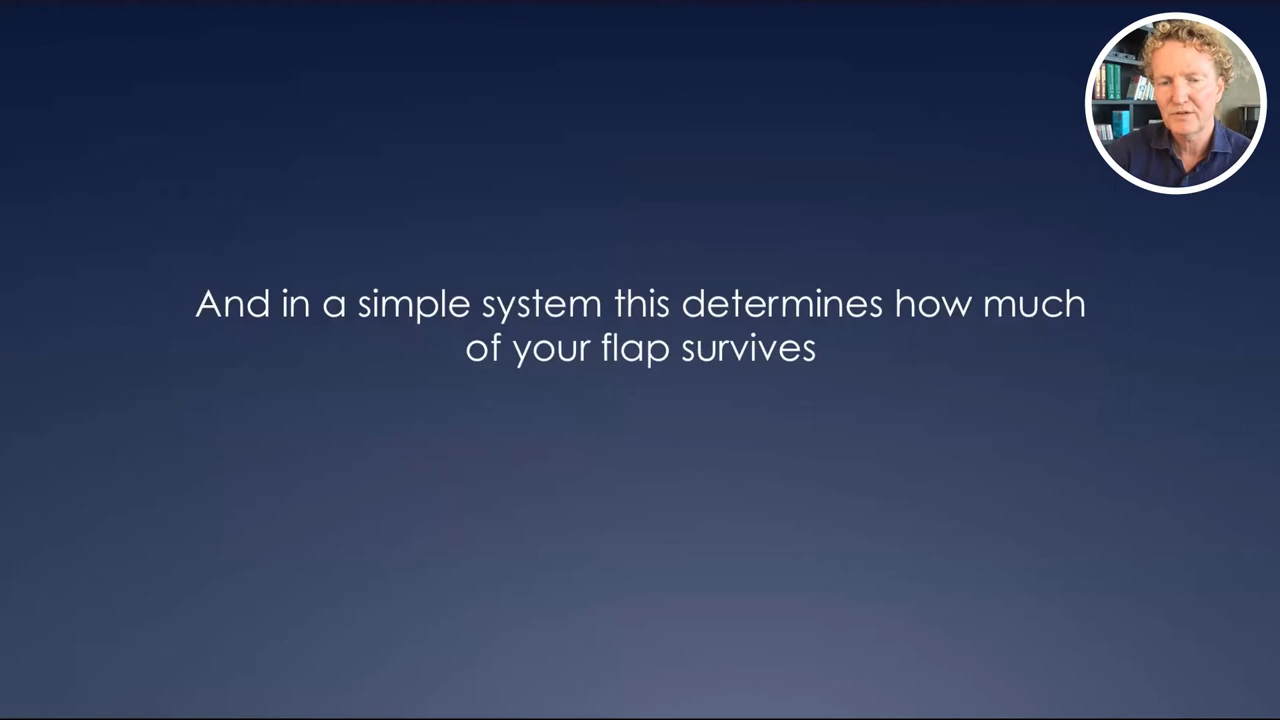 And in a simple system this determines how much
of your flap survives